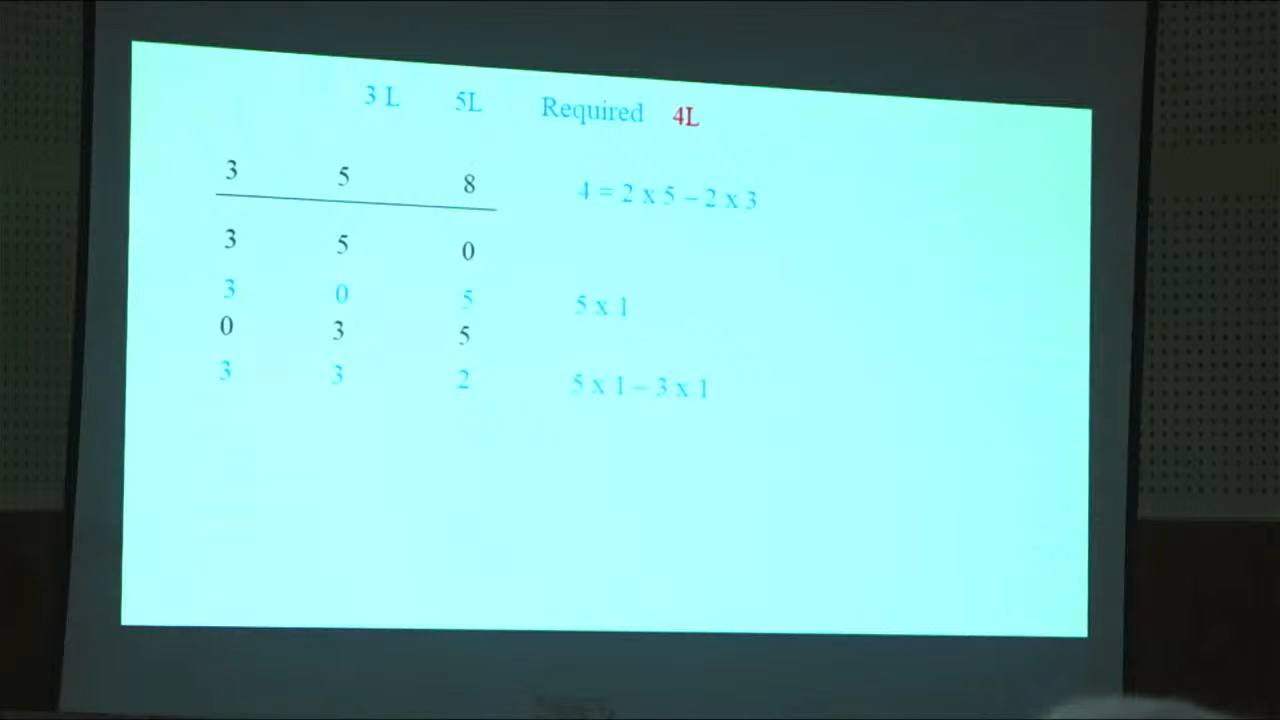 3 L 5L Required 4L
3 5 8 4 = 2 x 5 – 2 x 3
3 5 0
3 0 5 5 x 1
0 3 5
3 3 2 5 x 1 – 3 x 1